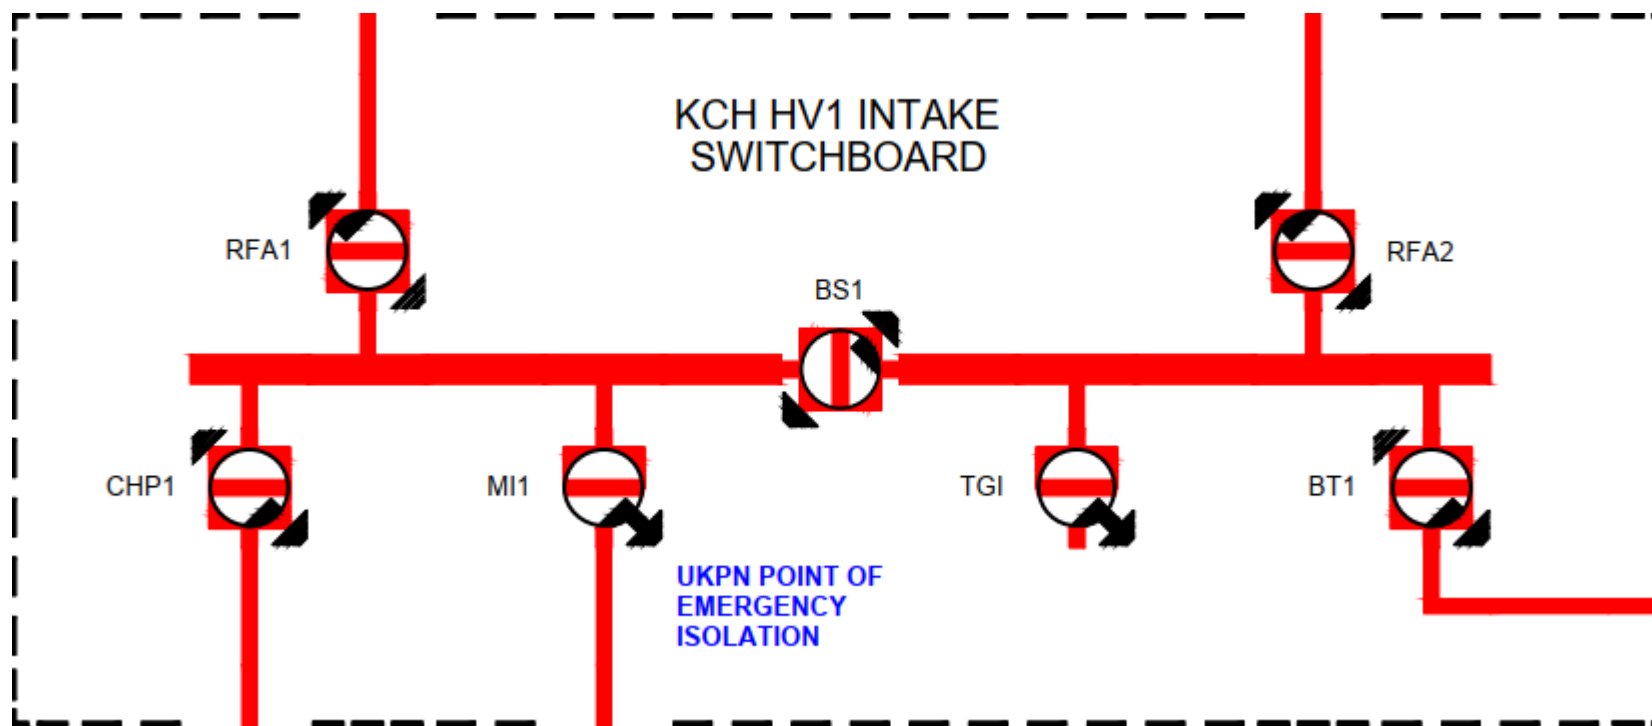 KCH HV1 INTAKE
SWITCHBOARD
RFA1
RFA2
BS1
CHP1
MI1
TGI
BT1
UKPN POINT OF
EMERGENCY
ISOLATION